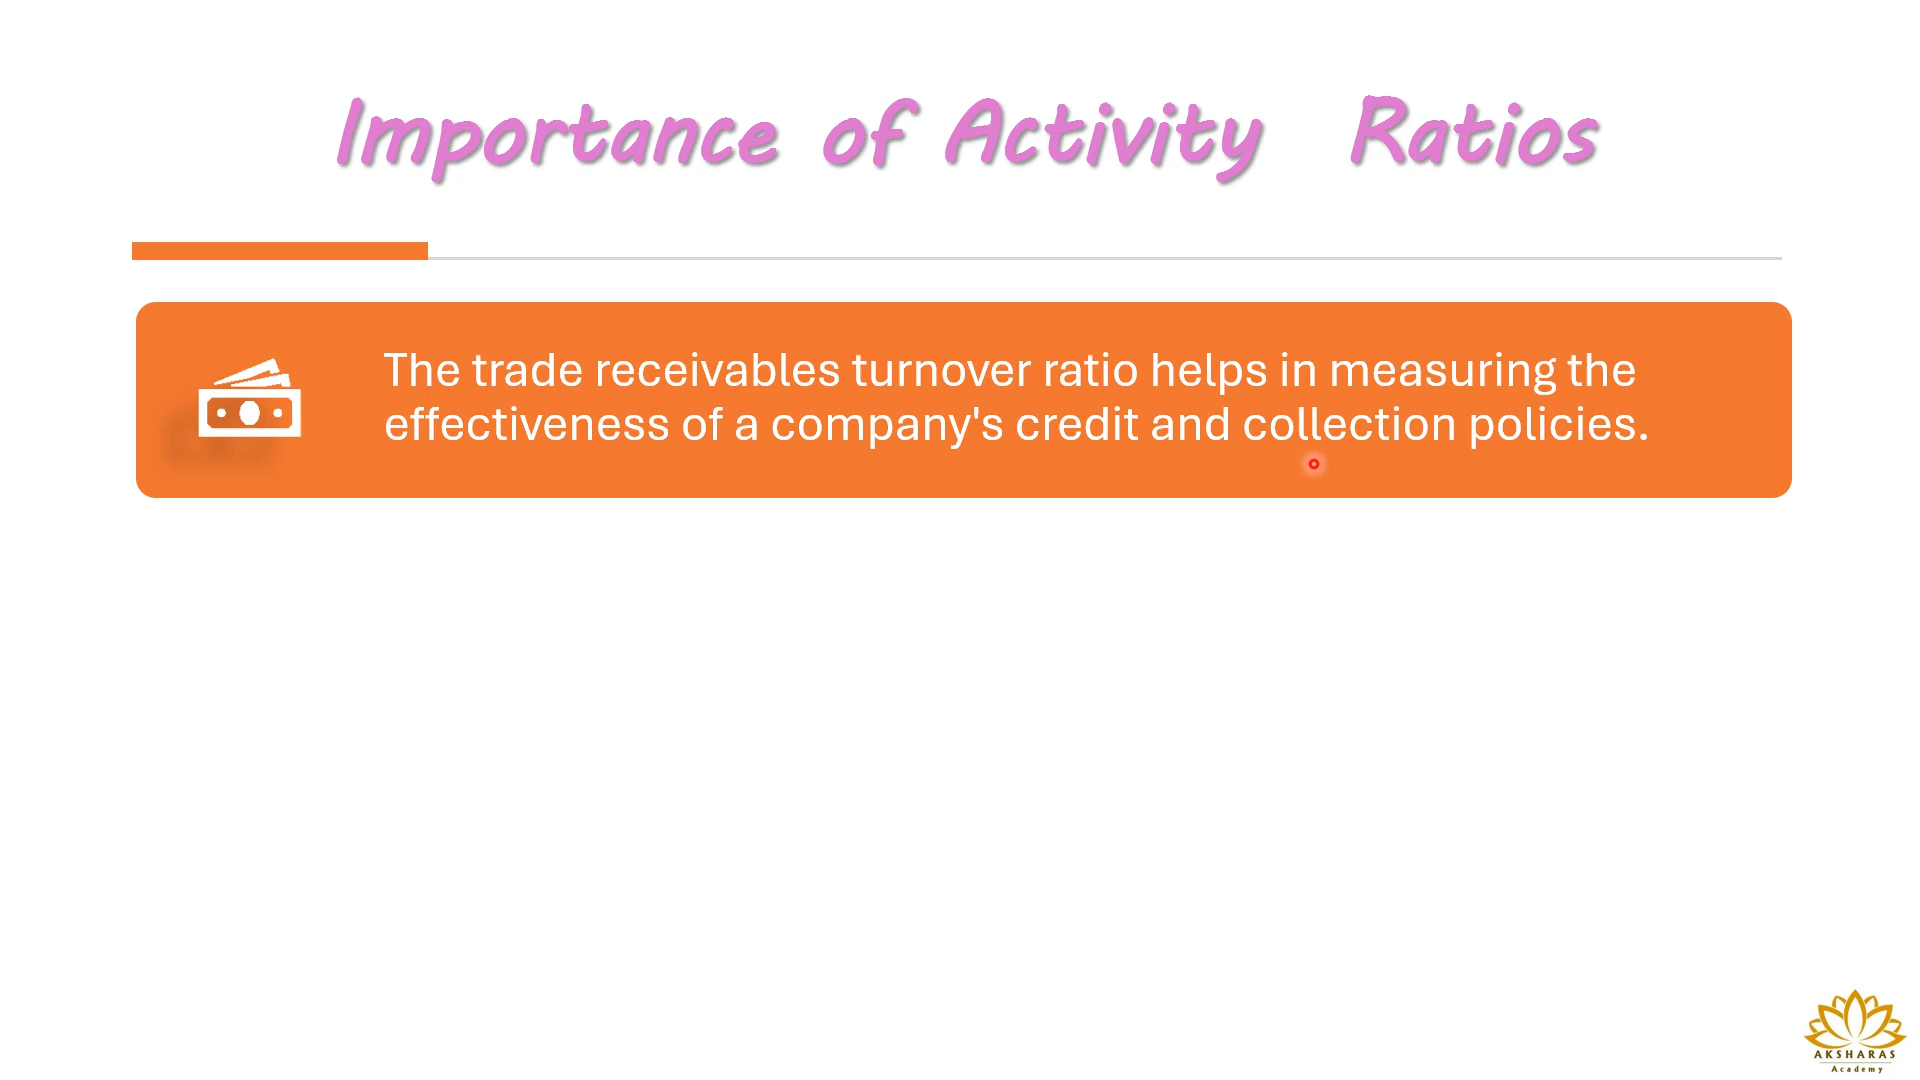 Importance of Activity Ratios
The trade receivables turnover ratio helps in measuring the
effectiveness of a company's credit and collection policies.
AKSHARAS
Academy